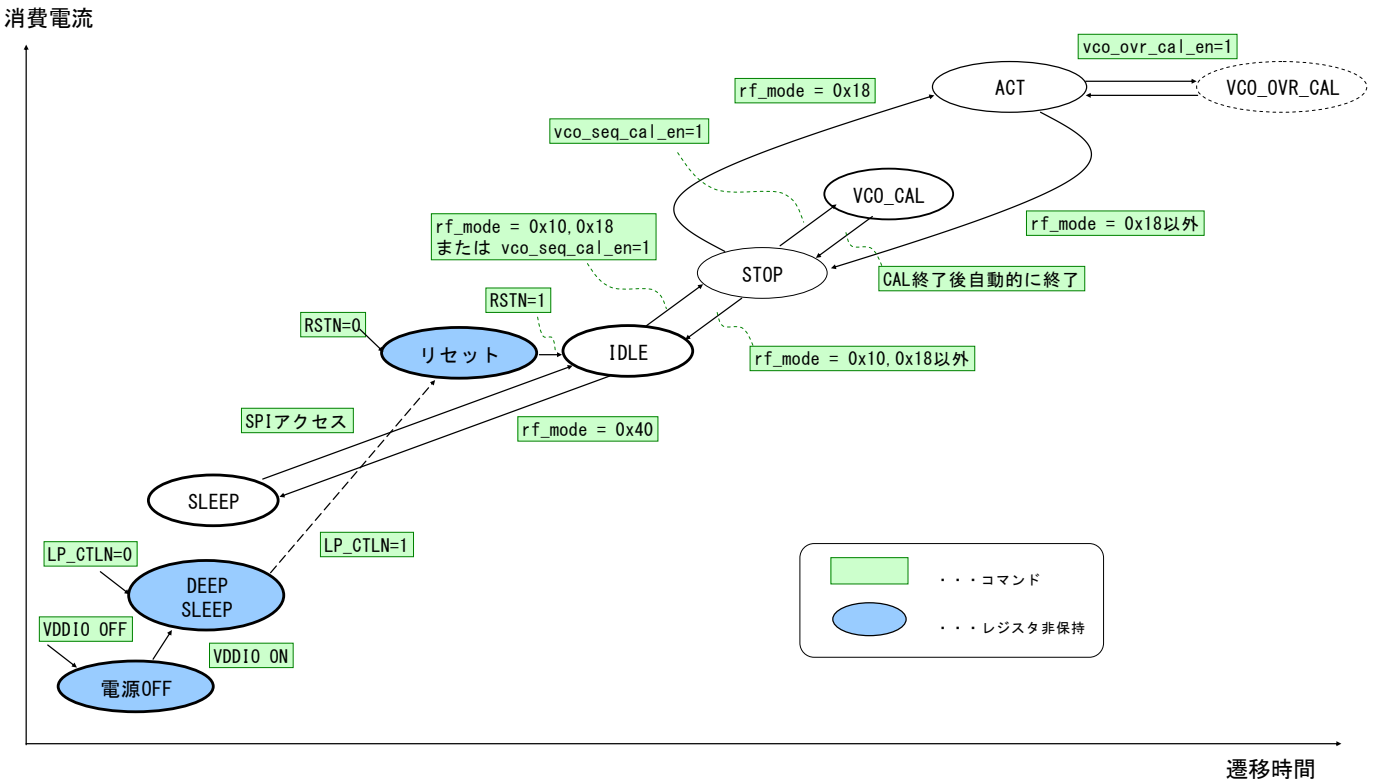 消費電流
vco_ovr_cal_en=1
rf_mode = 0x18
ACT
VCO_OVR_CAL
vco_seq_cal_en=1
VCO_CAL
rf_mode = 0x10,0x18
または vco_seq_cal_en=1
rf_mode = 0x18以外
STOP
CAL終了後自動的に終了
RSTN=1
RSTN=0
リセット
IDLE
rf_mode = 0x10,0x18以外
SPIアクセス
rf_mode = 0x40
SLEEP
LP_CTLN=0
LP_CTLN=1
DEEP
SLEEP
・・・コマンド
VDDIO OFF
・・・レジスタ非保持
VDDIO ON
電源OFF
遷移時間